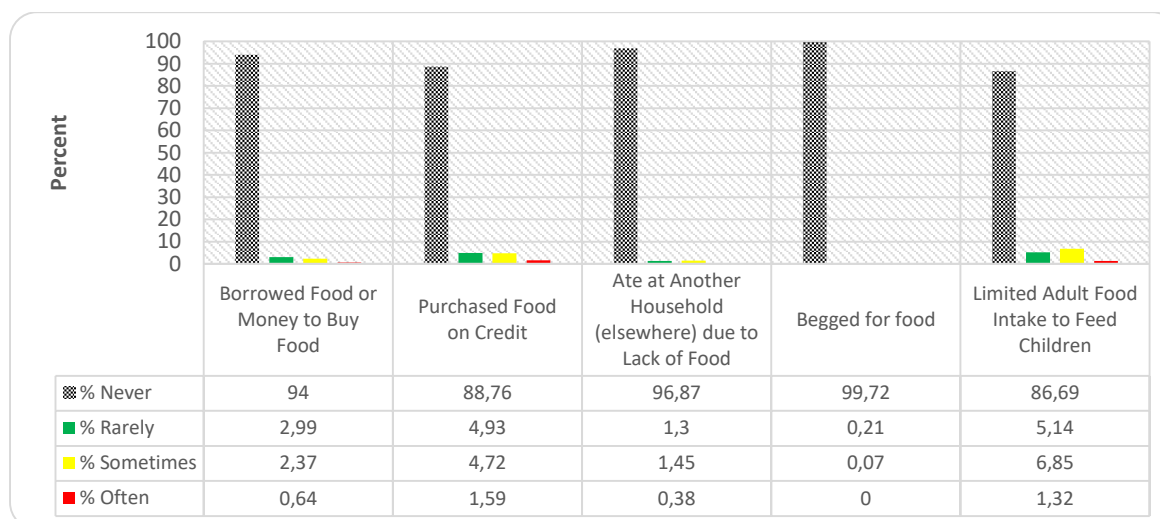 Percent
100
90
80
70
60
50
40
30
20
10
0
Borrowed Food or
Money to Buy
Food
Purchased Food
on Credit
Ate at Another
Household
(elsewhere) due to
Lack of Food
Begged for food
Limited Adult Food
Intake to Feed
Children
% Never 94 88,76 96,87 99,72 86,69
% Rarely 2,99 4,93 1,3 0,21 5,14
% Sometimes 2,37 4,72 1,45 0,07 6,85
% Often 0,64 1,59 0,38 0 1,32